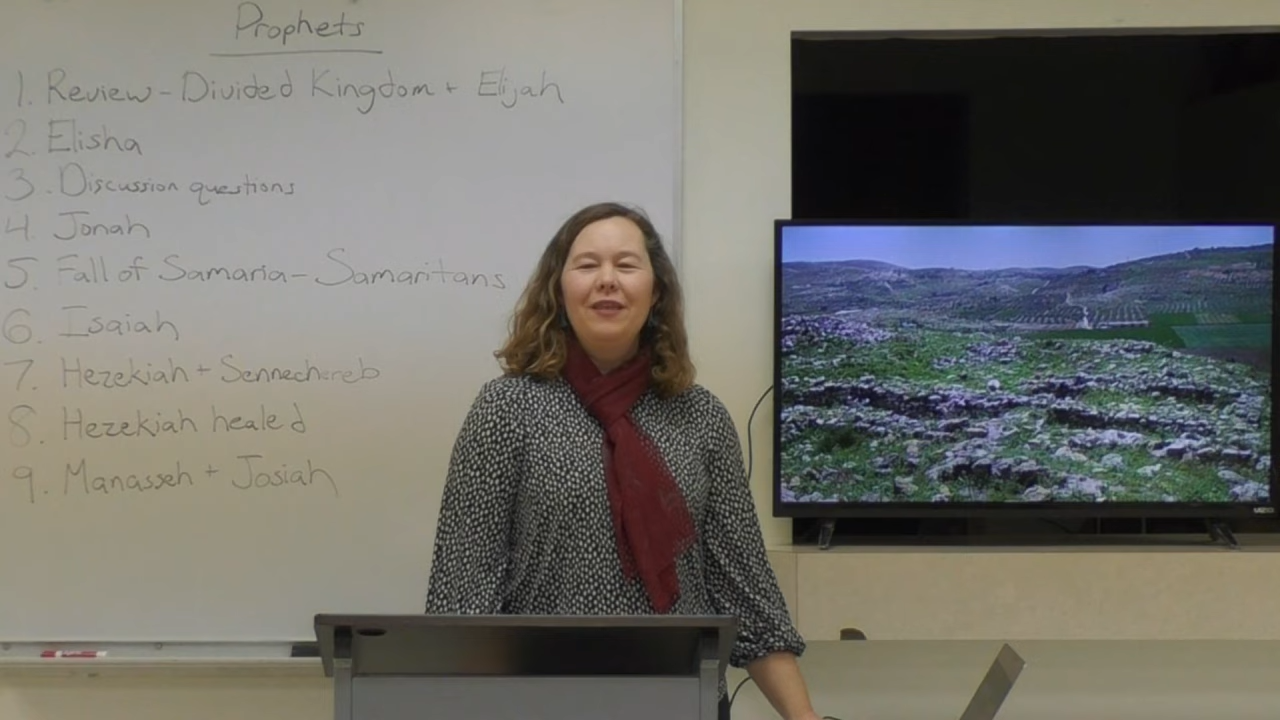 Prophets
1. Review - Divided Kingdom + Elijah
2. Elisha
3. Discussion questions
4. Jonah
5. Fall of Samaria - Samaritans
6. Isaiah
7. Hezekiah + Sennechereb
8. Hezekiah healed
9. Manasseh + Josiah
VIZIO